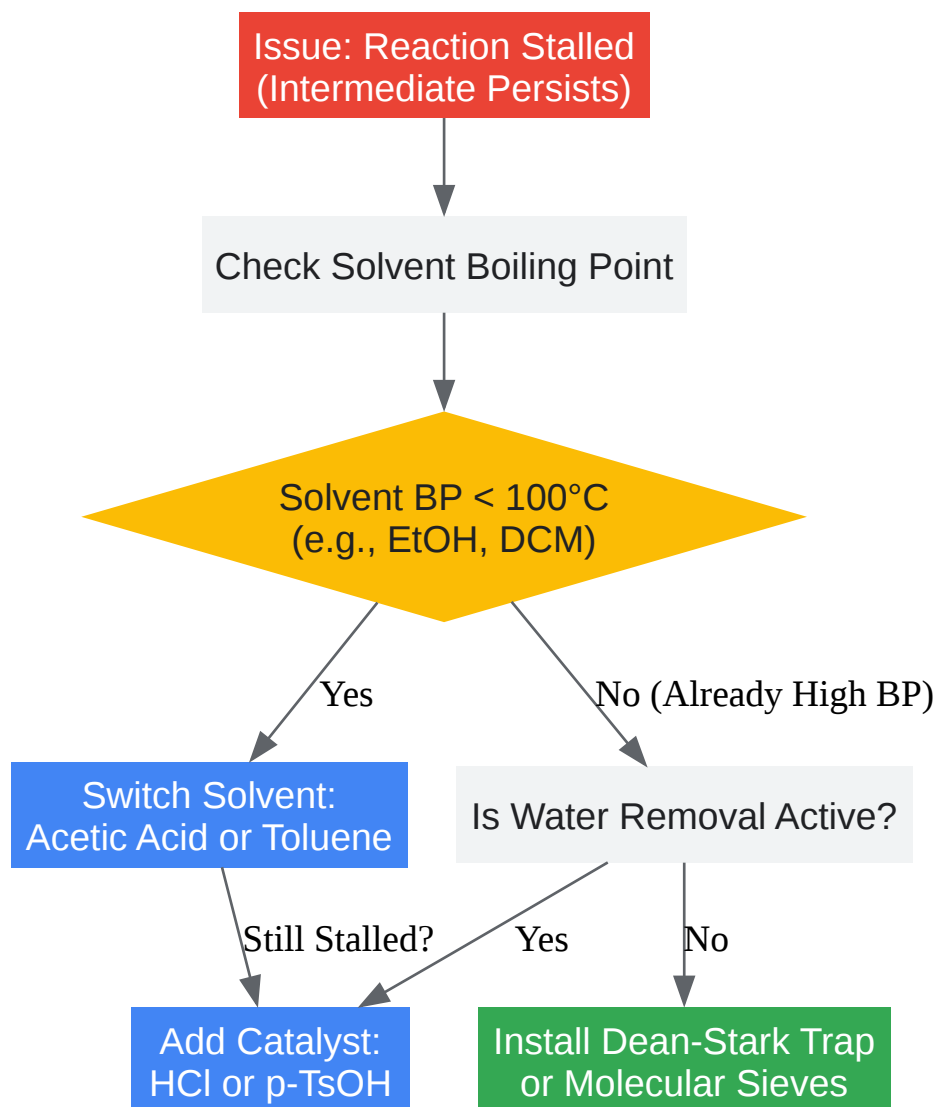 Issue: Reaction Stalled
(Intermediate Persists)
Check Solvent Boiling Point
Solvent BP < 100°C
(e.g., EtOH, DCM)
Yes
No (Already High BP)
Switch Solvent:
Acetic Acid or Toluene
Is Water Removal Active?
Still Stalled?
Yes
No
Add Catalyst:
HCl or p-TsOH
Install Dean-Stark Trap
or Molecular Sieves